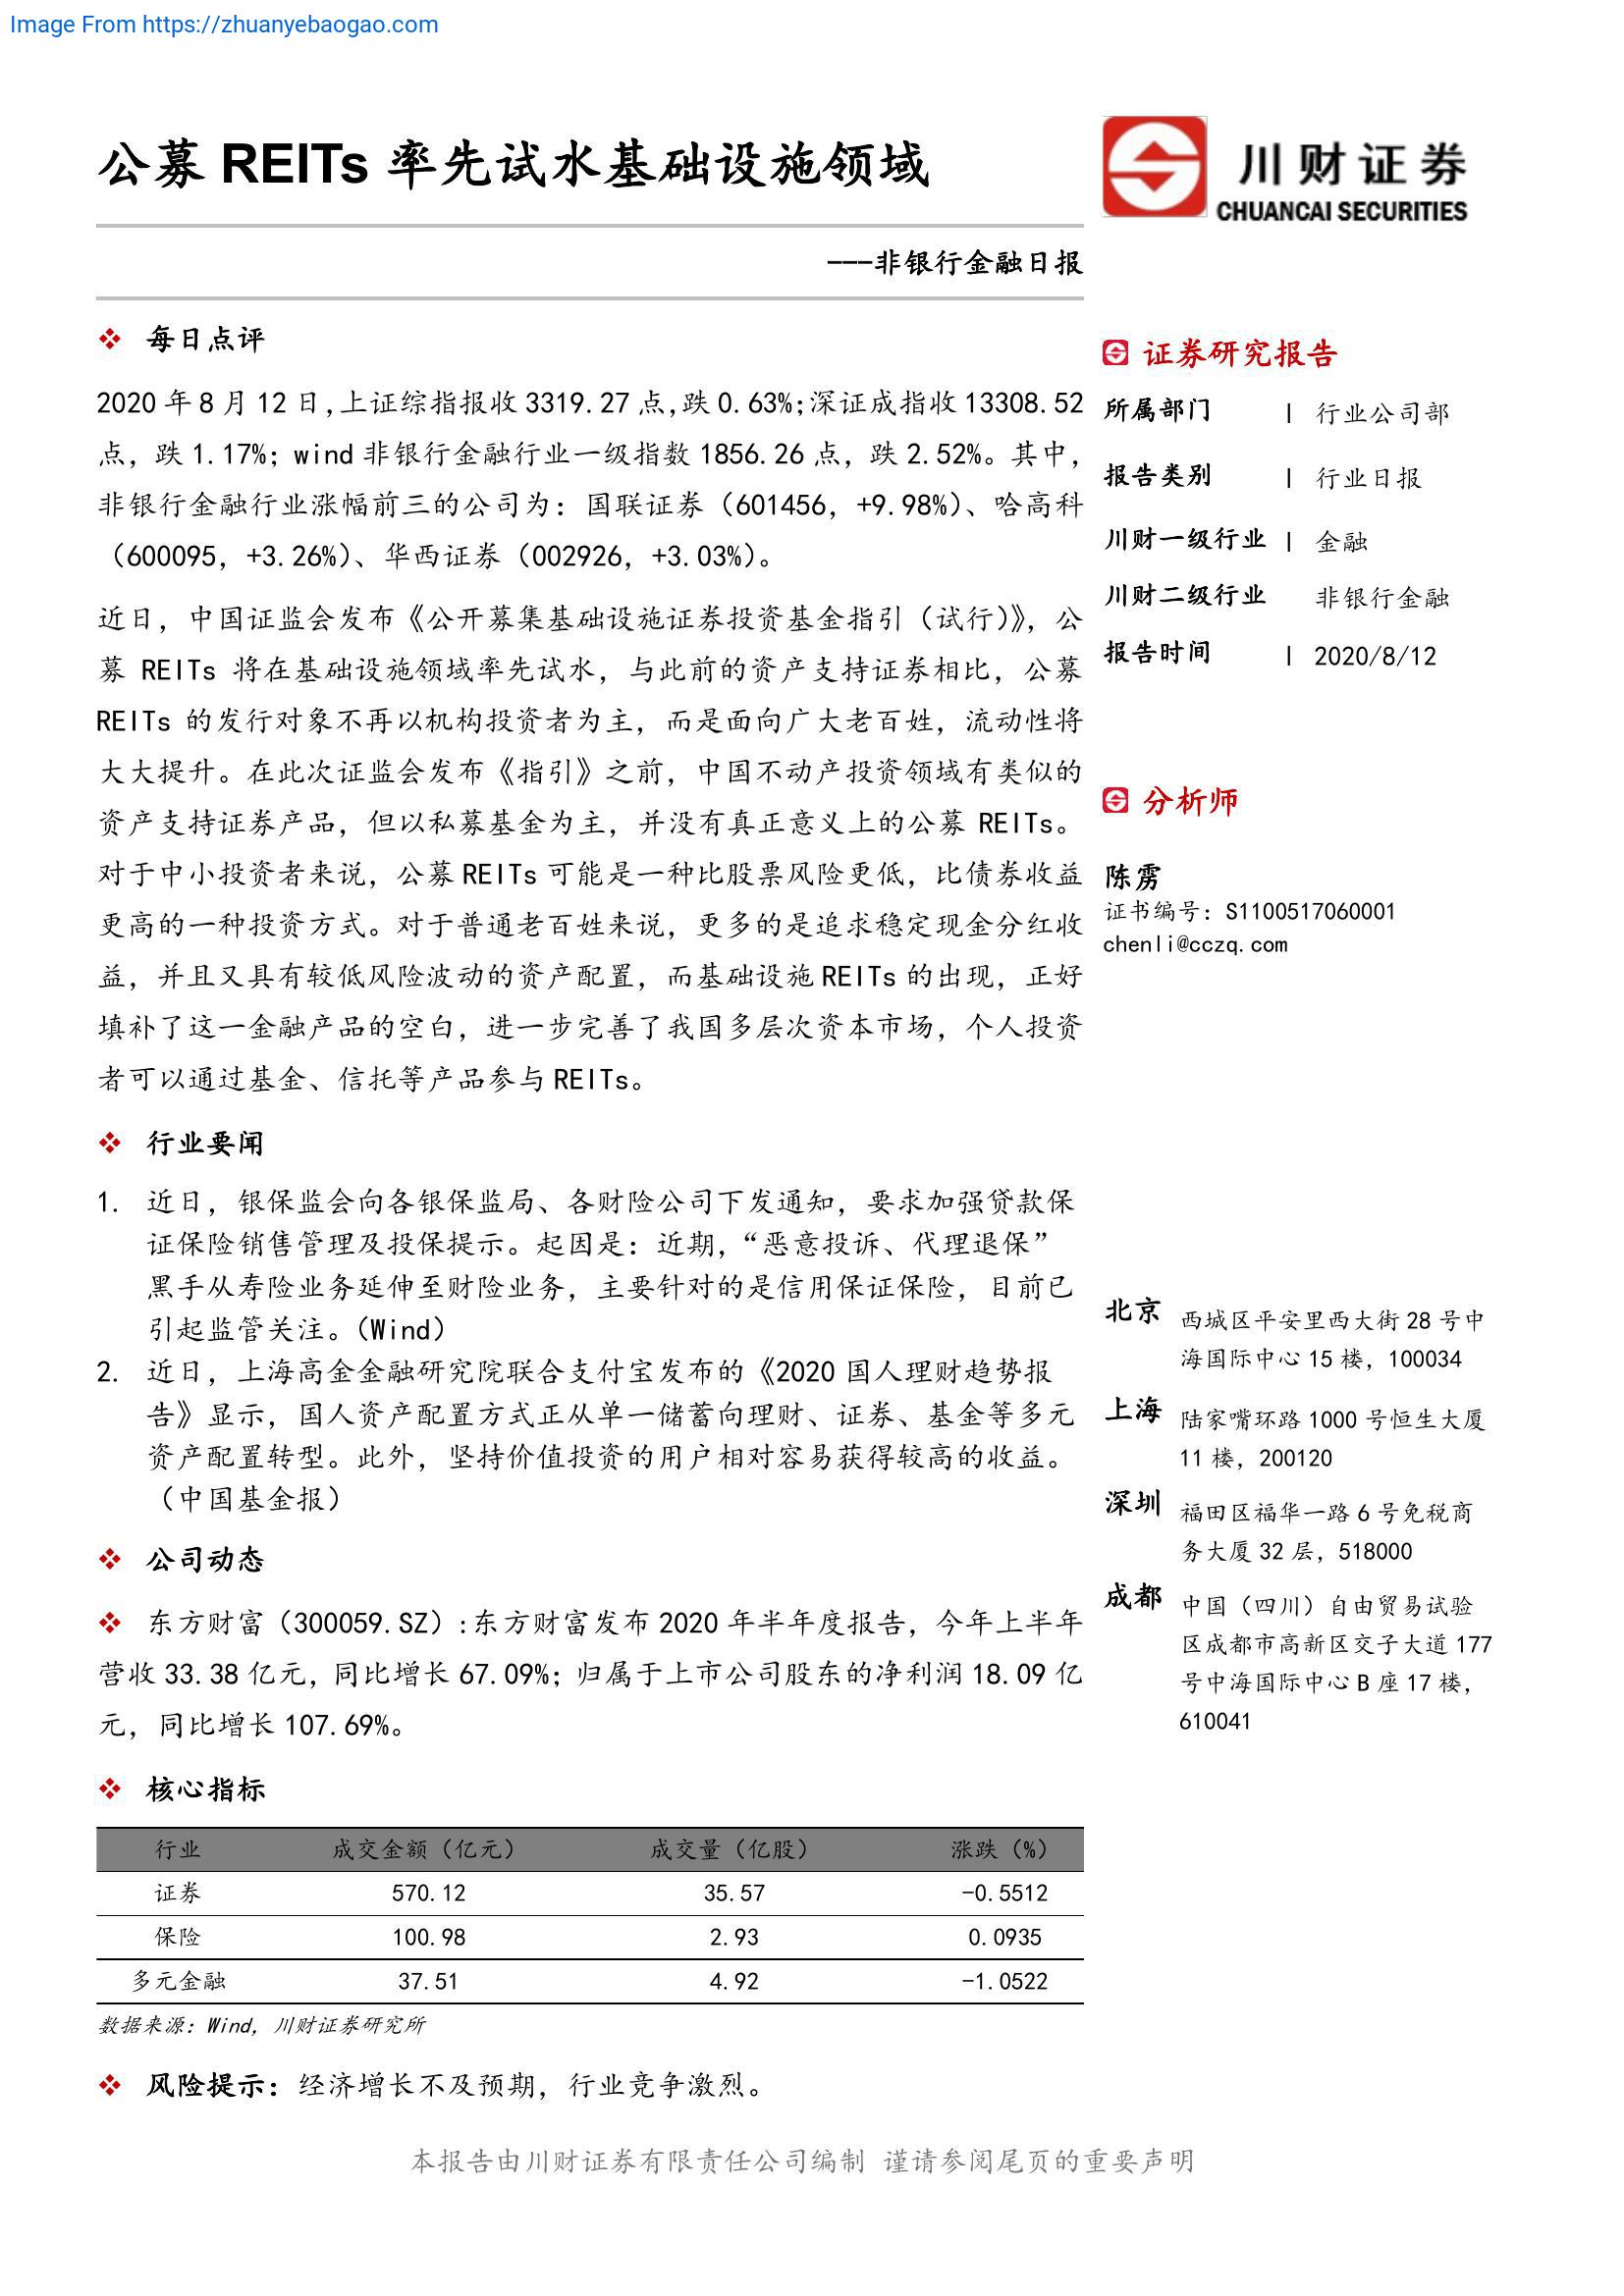 Image From https://zhuanyebaogao.com
公募 REITs 率先试水基础设施领域
川财证券
CHUANCAI SECURITIES
---非银行金融日报
每日点评
2020 年 8 月 12 日,上证综指报收 3319.27 点,跌 0.63%;深证成指收 13308.52
点，跌 1.17%；wind 非银行金融行业一级指数 1856.26 点，跌 2.52%。其中，
非银行金融行业涨幅前三的公司为：国联证券（601456，+9.98%）、哈高科
（600095，+3.26%）、华西证券（002926，+3.03%）。
近日，中国证监会发布《公开募集基础设施证券投资基金指引（试行）》，公
募 REITs 将在基础设施领域率先试水，与此前的资产支持证券相比，公募
REITs 的发行对象不再以机构投资者为主，而是面向广大老百姓，流动性将
大大提升。在此次证监会发布《指引》之前，中国不动产投资领域有类似的
资产支持证券产品，但以私募基金为主，并没有真正意义上的公募 REITs。
对于中小投资者来说，公募 REITs 可能是一种比股票风险更低，比债券收益
更高的一种投资方式。对于普通老百姓来说，更多的是追求稳定现金分红收
益，并且又具有较低风险波动的资产配置，而基础设施 REITs 的出现，正好
填补了这一金融产品的空白，进一步完善了我国多层次资本市场，个人投资
者可以通过基金、信托等产品参与 REITs。
行业要闻
1. 近日，银保监会向各银保监局、各财险公司下发通知，要求加强贷款保
证保险销售管理及投保提示。起因是：近期，“恶意投诉、代理退保”
黑手从寿险业务延伸至财险业务，主要针对的是信用保证保险，目前已
引起监管关注。（Wind）
2. 近日，上海高金金融研究院联合支付宝发布的《2020 国人理财趋势报
告》显示，国人资产配置方式正从单一储蓄向理财、证券、基金等多元
资产配置转型。此外，坚持价值投资的用户相对容易获得较高的收益。
（中国基金报）
公司动态
东方财富（300059.SZ）:东方财富发布 2020 年半年度报告，今年上半年
营收 33.38 亿元，同比增长 67.09%；归属于上市公司股东的净利润 18.09 亿
元，同比增长 107.69%。
核心指标
行业 成交金额（亿元） 成交量（亿股） 涨跌（%）
证券 570.12 35.57 -0.5512
保险 100.98 2.93 0.0935
多元金融 37.51 4.92 -1.0522
数据来源：Wind，川财证券研究所
风险提示：经济增长不及预期，行业竞争激烈。
证券研究报告
所属部门 | 行业公司部
报告类别 | 行业日报
川财一级行业 | 金融
川财二级行业 非银行金融
报告时间 | 2020/8/12
分析师
陈雳
证书编号：S1100517060001
chenli@cczq.com
北京 西城区平安里西大街 28 号中
海国际中心 15 楼，100034
上海 陆家嘴环路 1000 号恒生大厦
11 楼，200120
深圳 福田区福华一路 6 号免税商
务大厦 32 层，518000
成都 中国（四川）自由贸易试验
区成都市高新区交子大道 177
号中海国际中心 B 座 17 楼，
610041
本报告由川财证券有限责任公司编制 谨请参阅尾页的重要声明